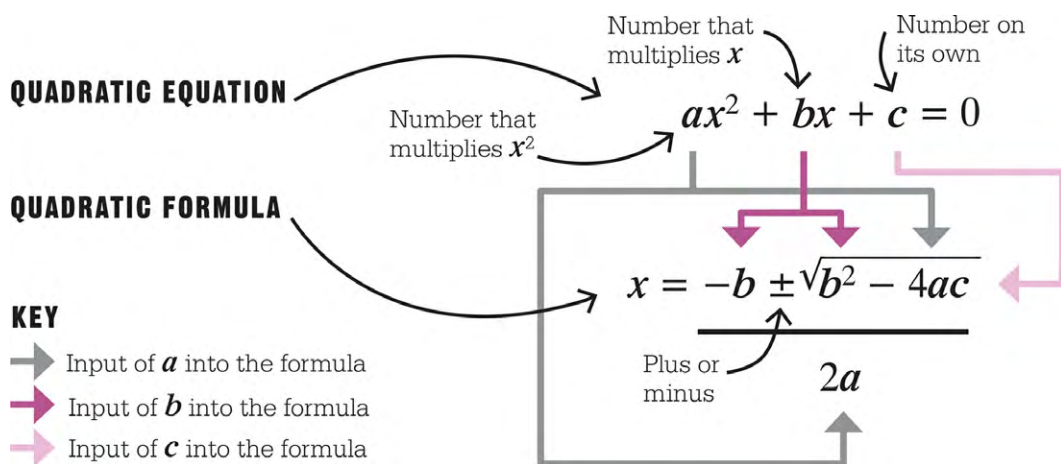 Number that
multiplies x
Number on
its own
QUADRATIC EQUATION
ax² + bx + c = 0
Number that
multiplies x²
QUADRATIC FORMULA
x = −b ± √b² − 4ac
2a
Plus or
minus
KEY
Input of a into the formula
Input of b into the formula
Input of c into the formula